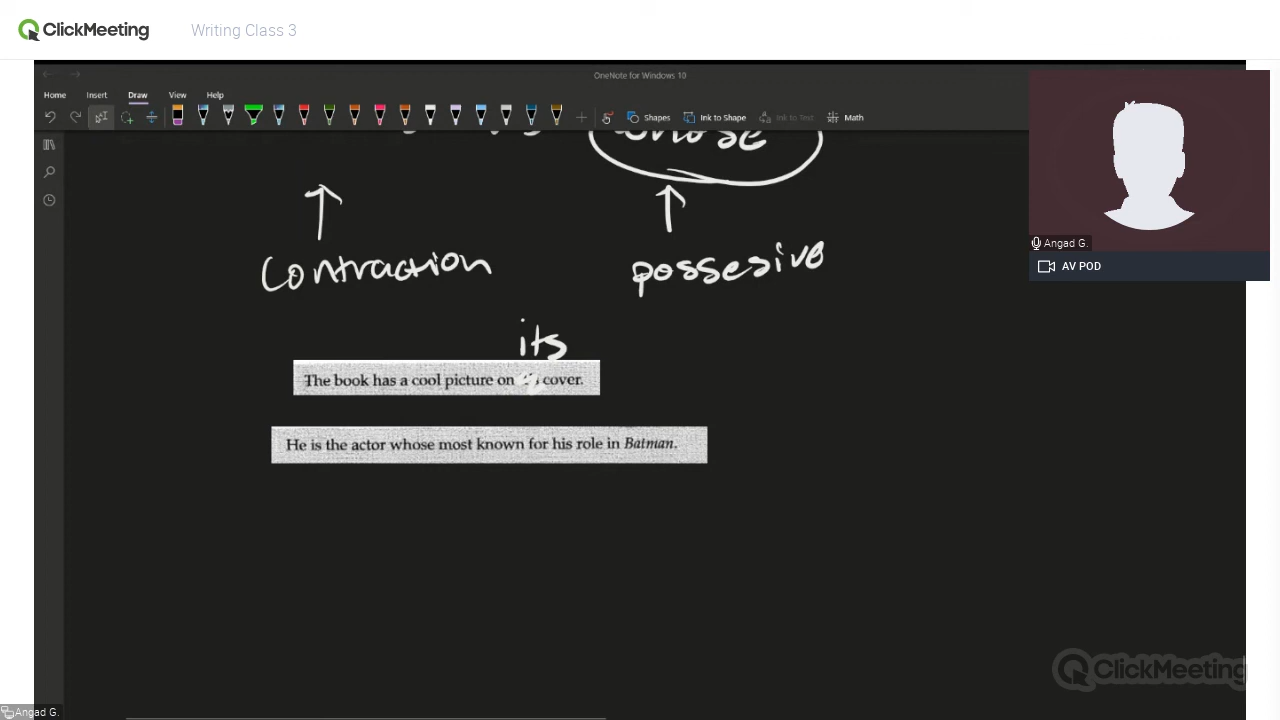 ClickMeeting Writing Class 3
OneNote for Windows 10
Home Insert Draw View Help
Shapes Ink to Shape Ink to Text Math
Contraction possesive
its
The book has a cool picture on cover.
He is the actor whose most known for his role in Batman.
Angad G.
AV POD
ClickMeeting
Angad G.